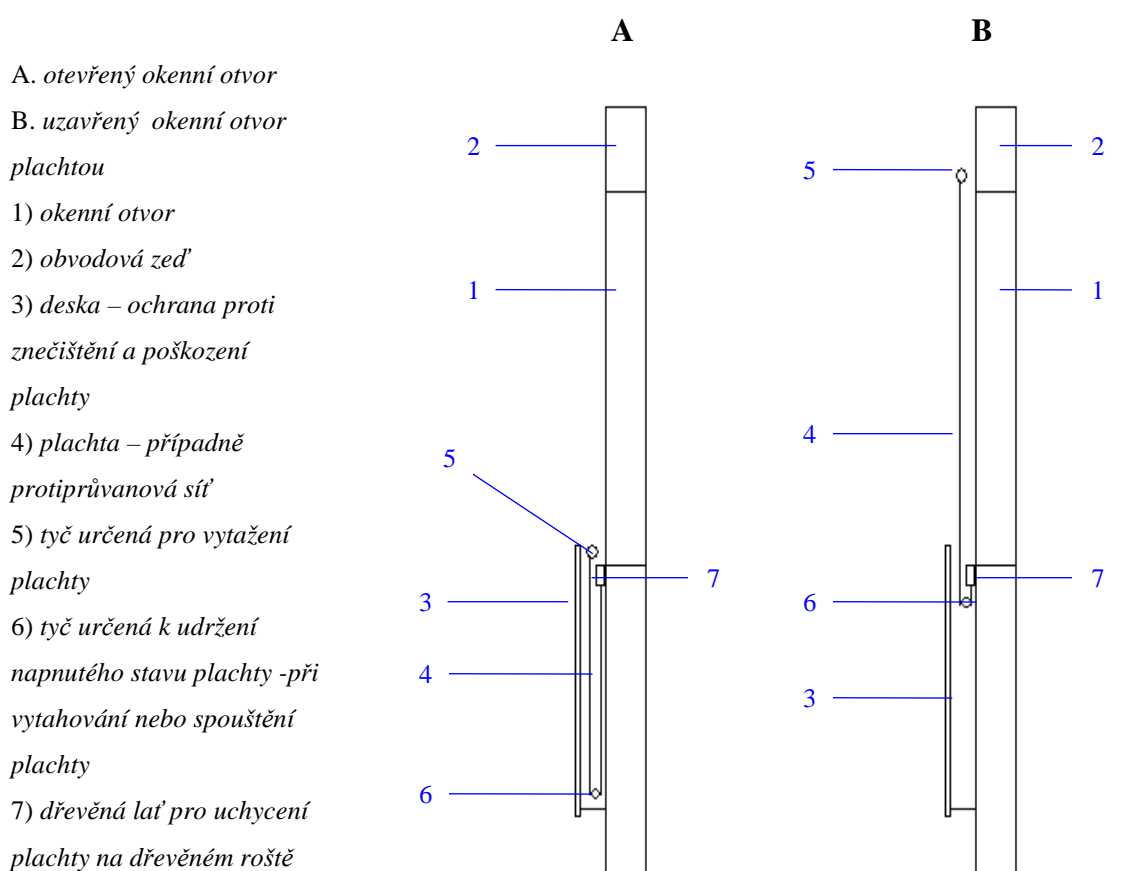 A
B
A. otevřený okenní otvor
B. uzavřený okenní otvor
plachtou
1) okenní otvor
2) obvodová zeď
3) deska – ochrana proti
znečištění a poškození
plachty
4) plachta – případně
protiprůvanová síť
5) tyč určená pro vytažení
plachty
6) tyč určená k udržení
napnutého stavu plachty -při
vytahování nebo spouštění
plachty
7) dřevěná lať pro uchycení
plachty na dřevěném roště
2
1
5
7
3
4
6
2
5
1
4
7
6
3